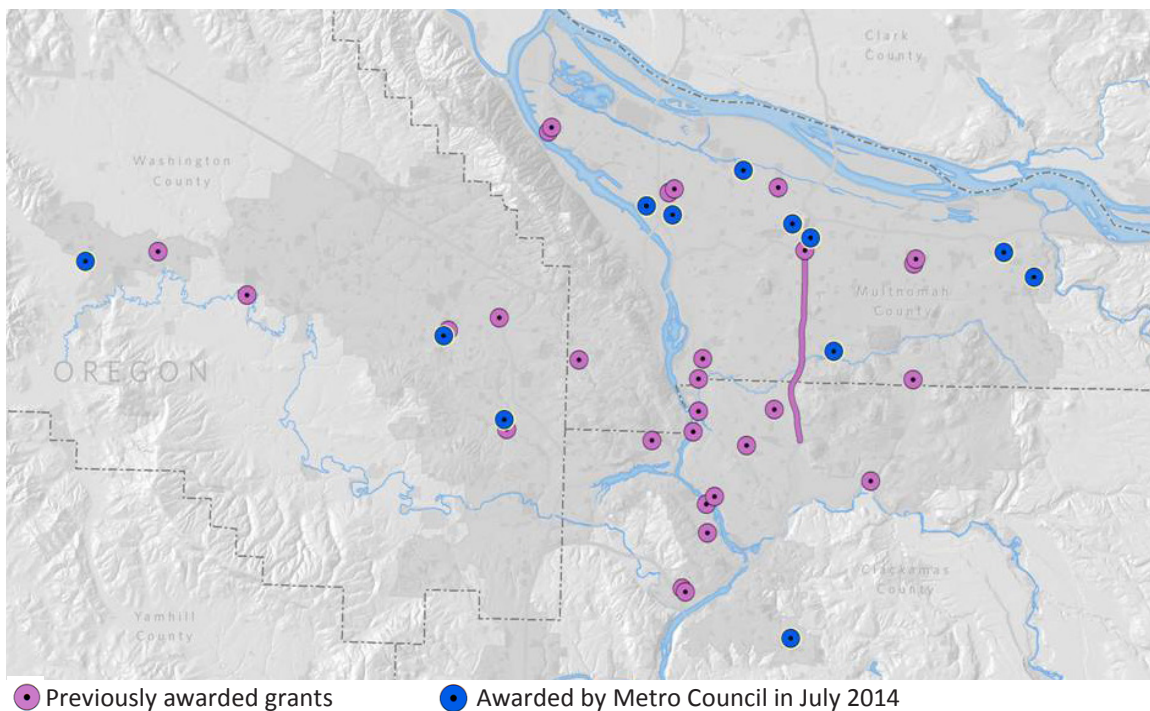 Clark
County
Washington
County
Multnomah
County
OREGON
Clackamas
County
Yamhill
County
Previously awarded grants
Awarded by Metro Council in July 2014